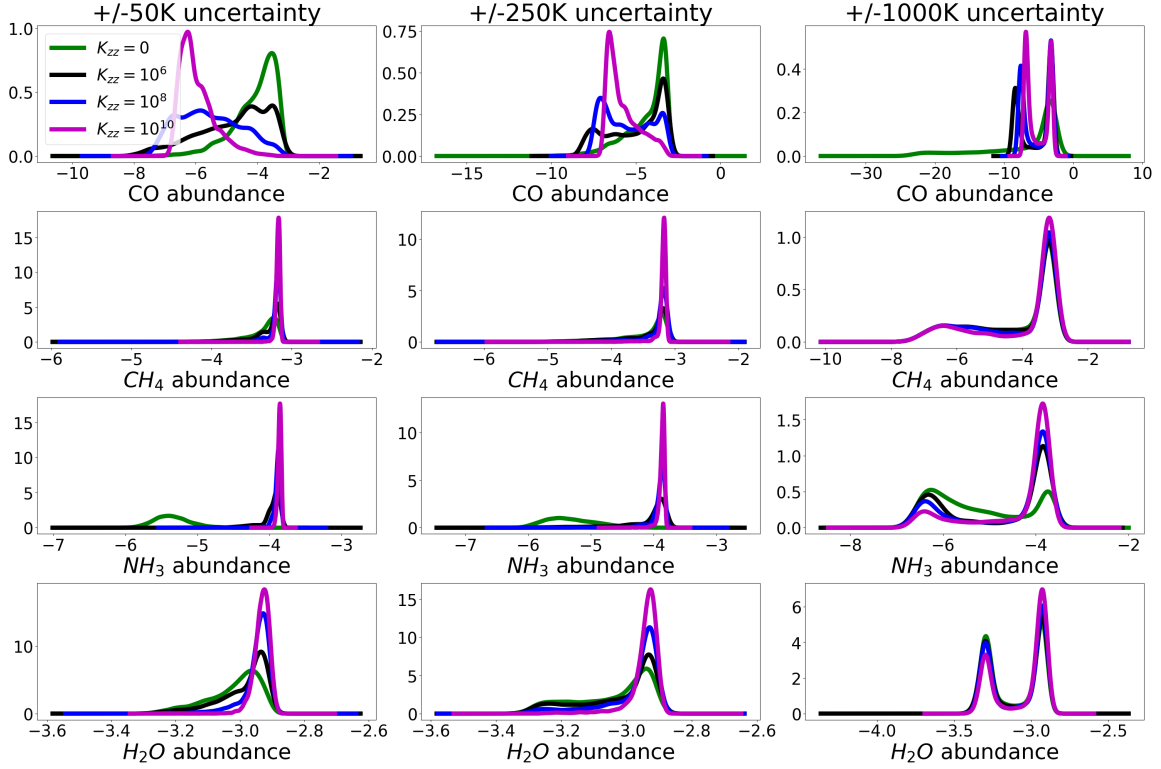 +/-50K uncertainty
+/-250K uncertainty
+/-1000K uncertainty
1.0
0.5
0.0
K_zz = 0
K_zz = 10^6
K_zz = 10^8
K_zz = 10^10
−10 −8 −6 −4 −2
CO abundance
0.75
0.50
0.25
0.00
−15 −10 −5 0
CO abundance
0.4
0.2
0.0
−30 −20 −10 0 10
CO abundance
15
10
5
0
−6 −5 −4 −3 −2
CH₄ abundance
10
5
0
−6 −5 −4 −3 −2
CH₄ abundance
1.0
0.5
0.0
−10 −8 −6 −4 −2
CH₄ abundance
15
10
5
0
−7 −6 −5 −4 −3
NH₃ abundance
10
5
0
−7 −6 −5 −4 −3
NH₃ abundance
1.5
1.0
0.5
0.0
−8 −6 −4 −2
NH₃ abundance
10
0
−3.6 −3.4 −3.2 −3.0 −2.8 −2.6
H₂O abundance
15
10
5
0
−3.6 −3.4 −3.2 −3.0 −2.8 −2.6
H₂O abundance
6
4
2
0
−4.0 −3.5 −3.0 −2.5
H₂O abundance